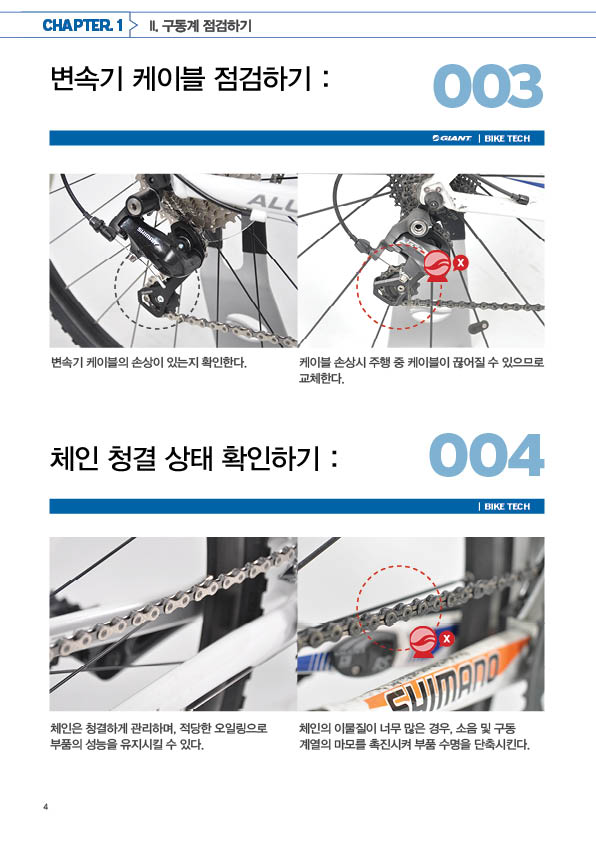 CHAPTER. 1
II. 구동계 점검하기
변속기 케이블 점검하기 :
003
GIANT | BIKE TECH
SHIMANO
ALL
X
변속기 케이블의 손상이 있는지 확인한다.
케이블 손상시 주행 중 케이블이 끊어질 수 있으므로
교체한다.
체인 청결 상태 확인하기 :
004
| BIKE TECH
X
SHIMANO
체인은 청결하게 관리하며, 적당한 오일링으로
부품의 성능을 유지시킬 수 있다.
체인의 이물질이 너무 많은 경우, 소음 및 구동
계열의 마모를 촉진시켜 부품 수명을 단축시킨다.
4